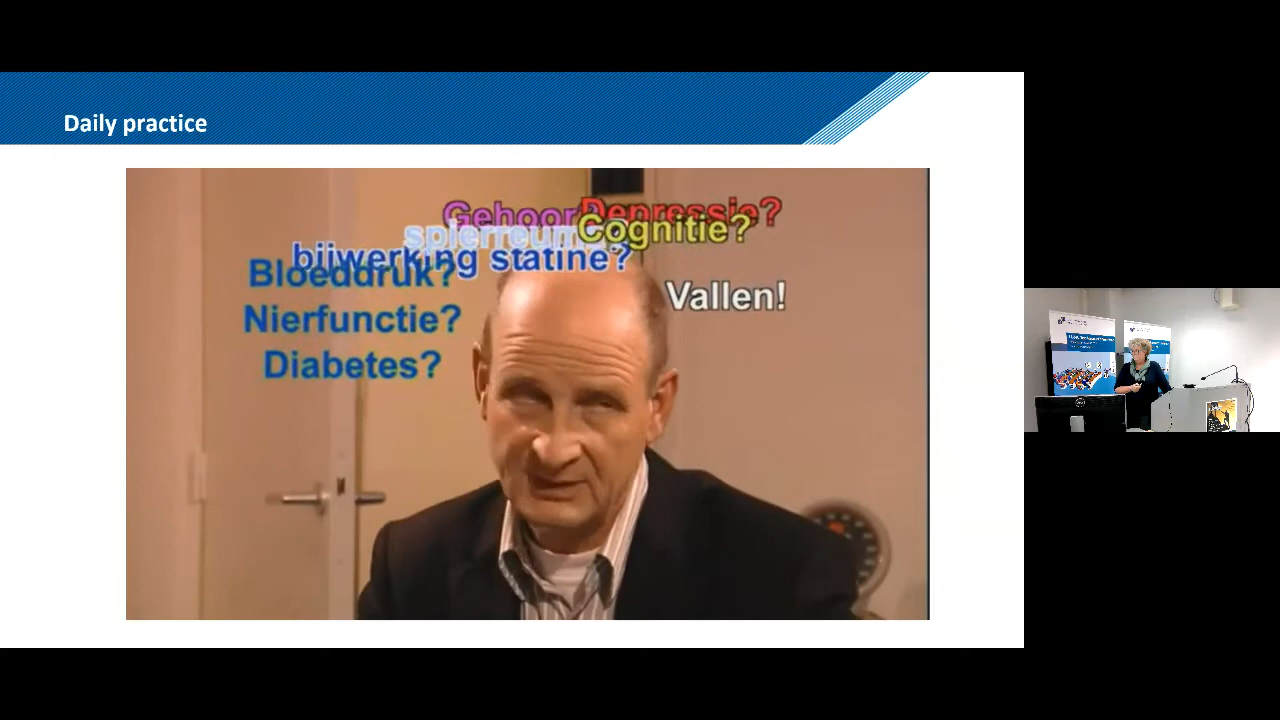 Daily practice
Gehoor
Depressie?
Cognitie?
bijwerking statine?
Bloeddruk?
Vallen!
Nierfunctie?
Diabetes?